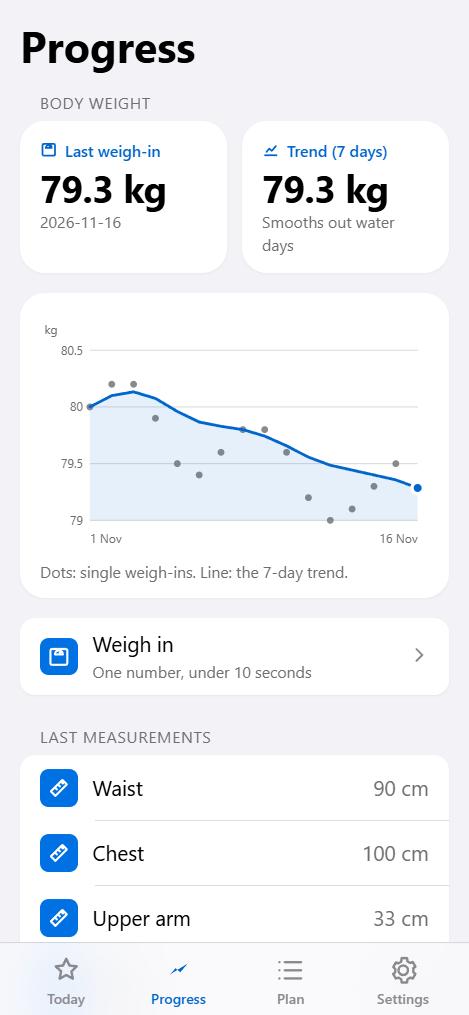 Progress
BODY WEIGHT
Last weigh-in
79.3 kg
2026-11-16
Trend (7 days)
79.3 kg
Smooths out water
days
kg
80.5
80
79.5
79
1 Nov
16 Nov
Dots: single weigh-ins. Line: the 7-day trend.
Weigh in
One number, under 10 seconds
LAST MEASUREMENTS
Waist
90 cm
Chest
100 cm
Upper arm
33 cm
Today
Progress
Plan
Settings